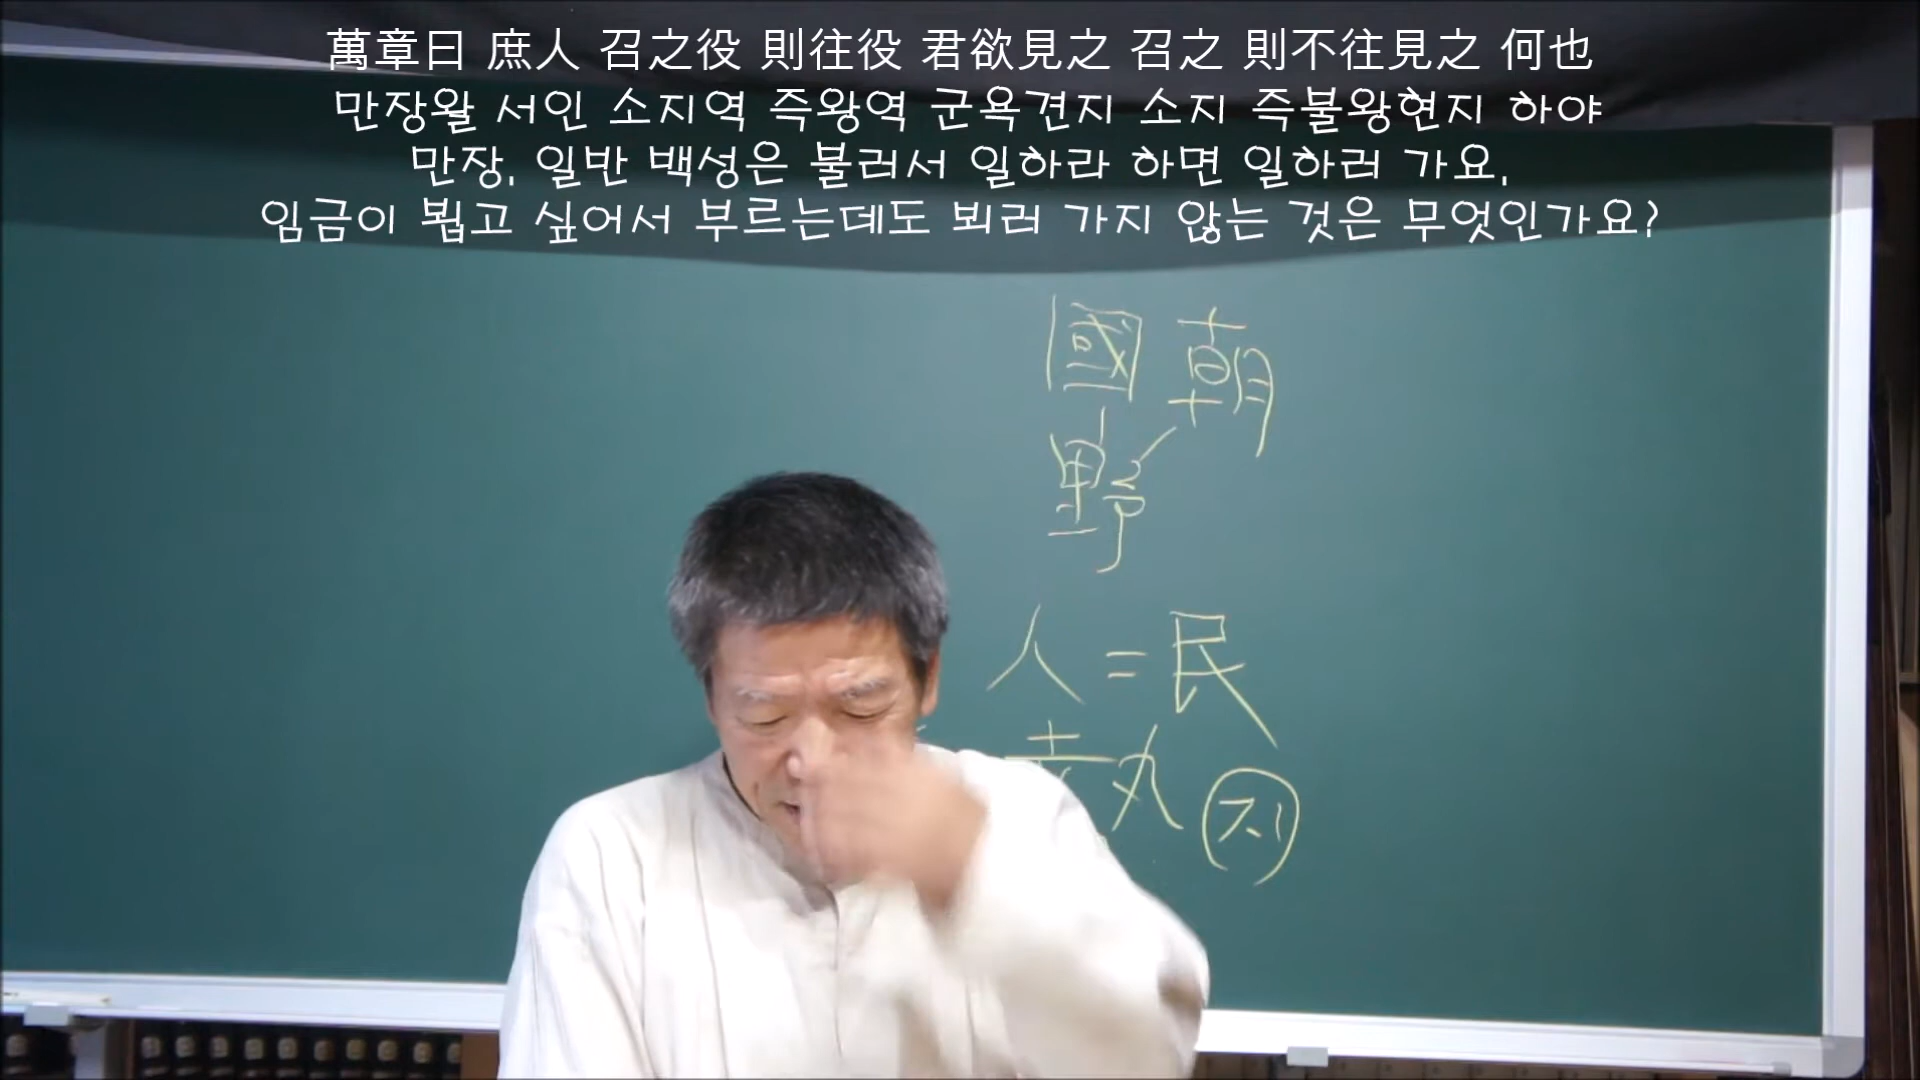 萬章曰 庶人 召之役 則往役 君欲見之 召之 則不往見之 何也
만장왈 서인 소지역 즉왕역 군욕견지 소지 즉불왕현지 하야
만장. 일반 백성은 불러서 일하라 하면 일하러 가요.
임금이 뵙고 싶어서 부르는데도 뵈러 가지 않는 것은 무엇인가요?
國 朝
野
人 = 民
지